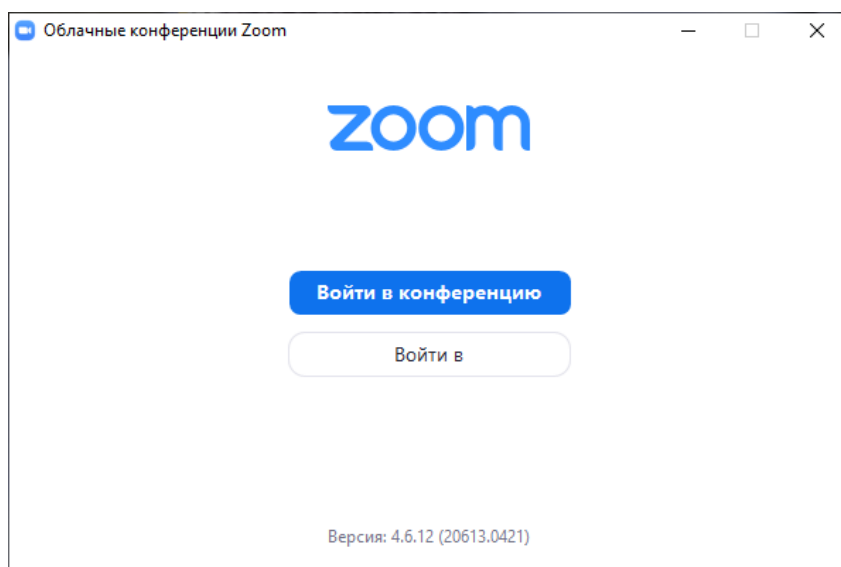 Облачные конференции Zoom
zoom
Войти в конференцию
Войти в
Версия: 4.6.12 (20613.0421)